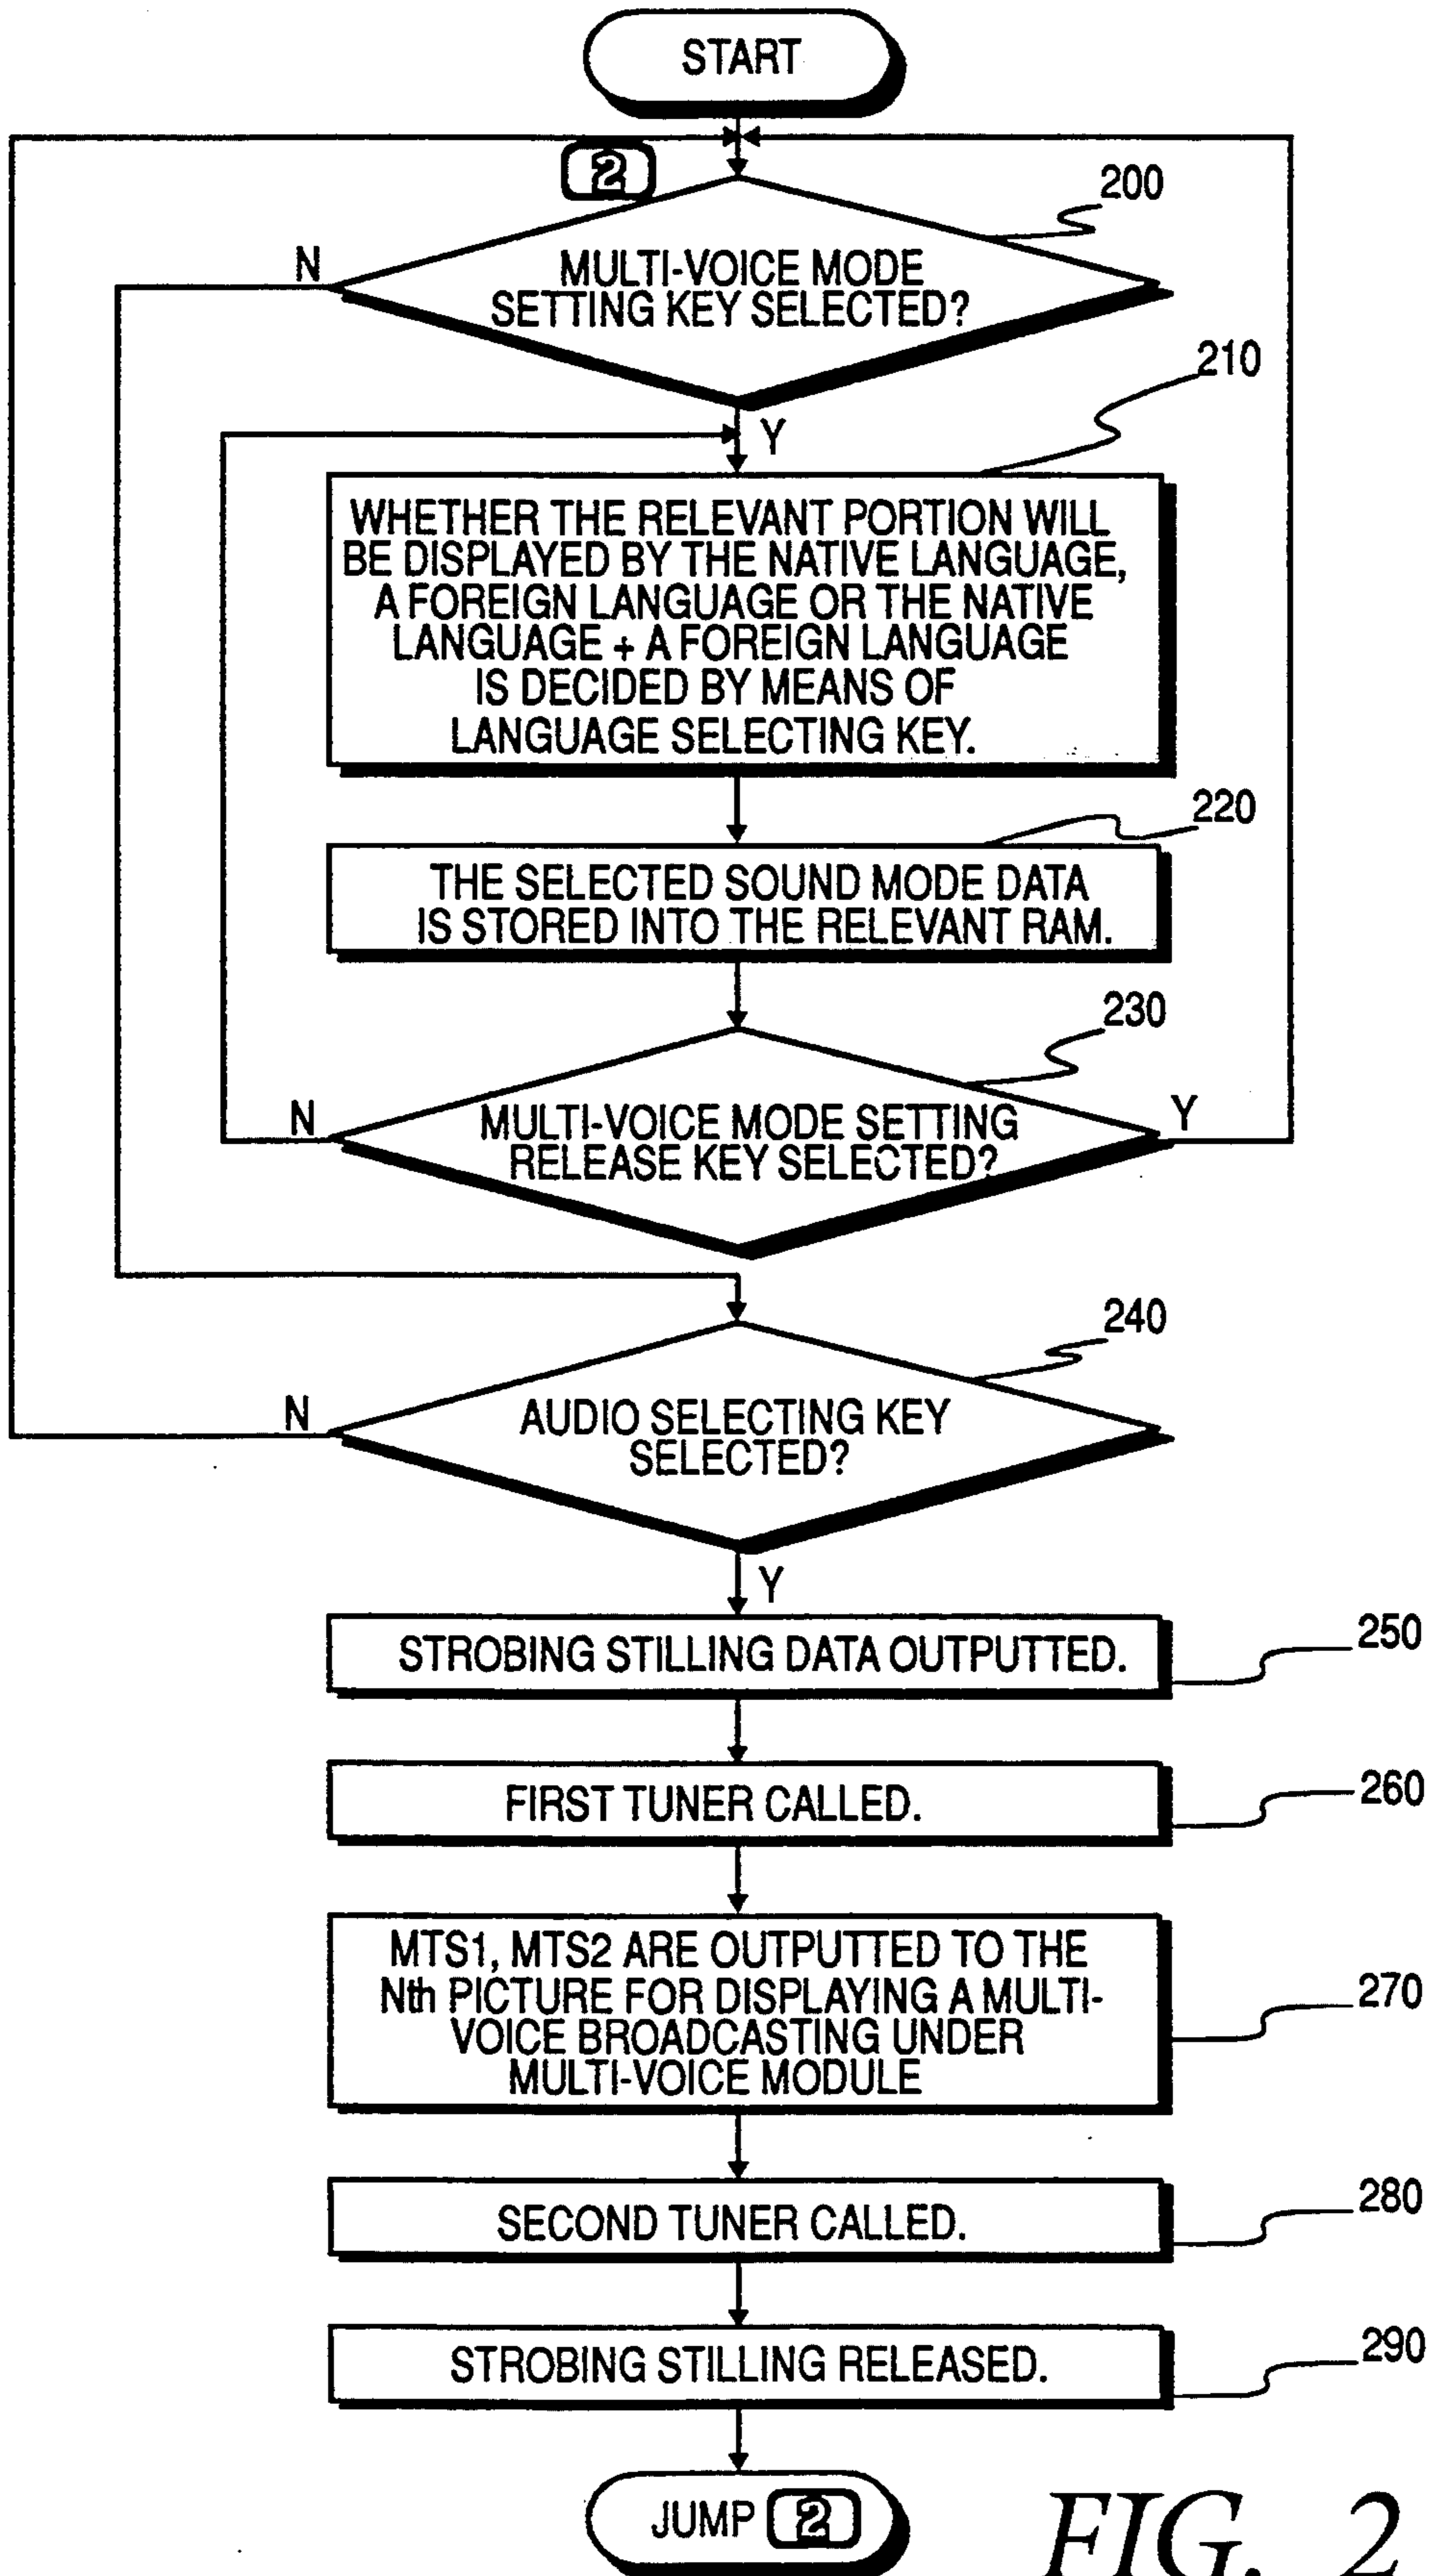 START
2
200
N
MULTI-VOICE MODE
SETTING KEY SELECTED?
210
Y
WHETHER THE RELEVANT PORTION WILL
BE DISPLAYED BY THE NATIVE LANGUAGE,
A FOREIGN LANGUAGE OR THE NATIVE
LANGUAGE + A FOREIGN LANGUAGE
IS DECIDED BY MEANS OF
LANGUAGE SELECTING KEY.
220
THE SELECTED SOUND MODE DATA
IS STORED INTO THE RELEVANT RAM.
230
N
MULTI-VOICE MODE SETTING
RELEASE KEY SELECTED?
Y
240
N
AUDIO SELECTING KEY
SELECTED?
Y
STROBING STILLING DATA OUTPUTTED.
250
FIRST TUNER CALLED.
260
MTS1, MTS2 ARE OUTPUTTED TO THE
Nth PICTURE FOR DISPLAYING A MULTI-
VOICE BROADCASTING UNDER
MULTI-VOICE MODULE
270
SECOND TUNER CALLED.
280
STROBING STILLING RELEASED.
290
JUMP 2
FIG. 2